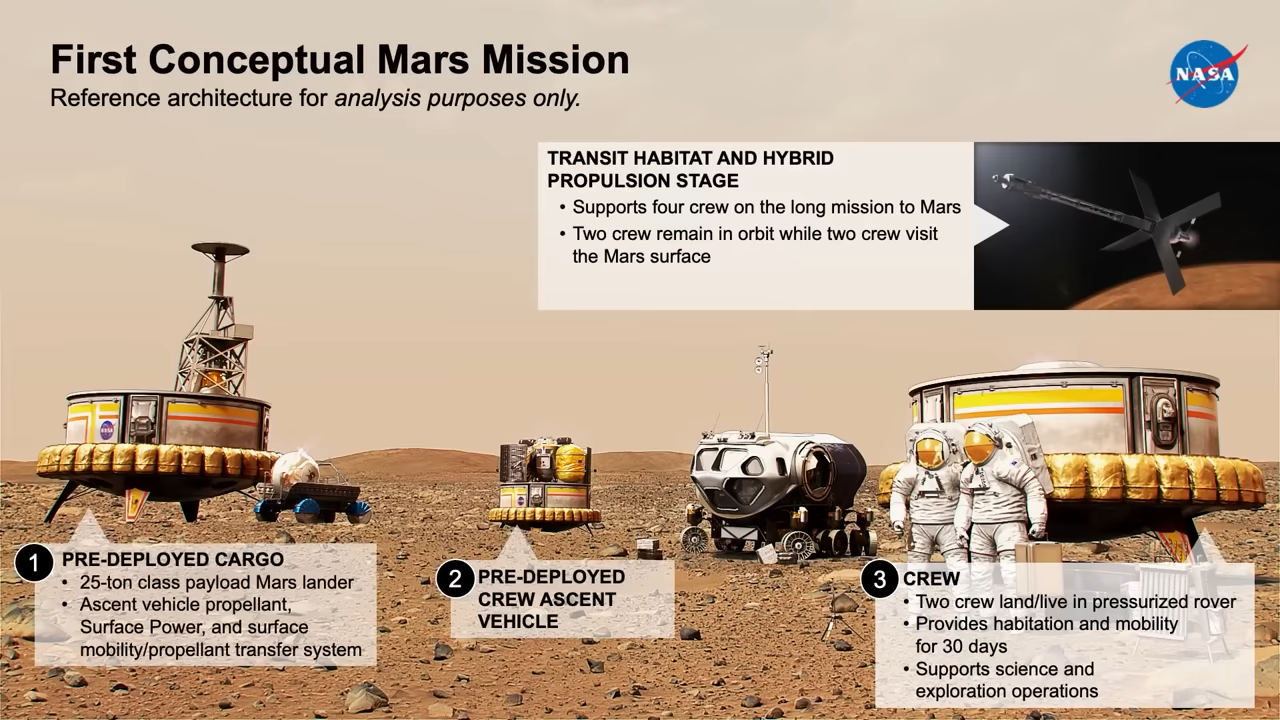 First Conceptual Mars Mission
Reference architecture for analysis purposes only.
NASA
TRANSIT HABITAT AND HYBRID
PROPULSION STAGE
• Supports four crew on the long mission to Mars
• Two crew remain in orbit while two crew visit
the Mars surface
NASA
1 PRE-DEPLOYED CARGO
• 25-ton class payload Mars lander
• Ascent vehicle propellant,
Surface Power, and surface
mobility/propellant transfer system
2 PRE-DEPLOYED
CREW ASCENT
VEHICLE
3 CREW
• Two crew land/live in pressurized rover
• Provides habitation and mobility
for 30 days
• Supports science and
exploration operations